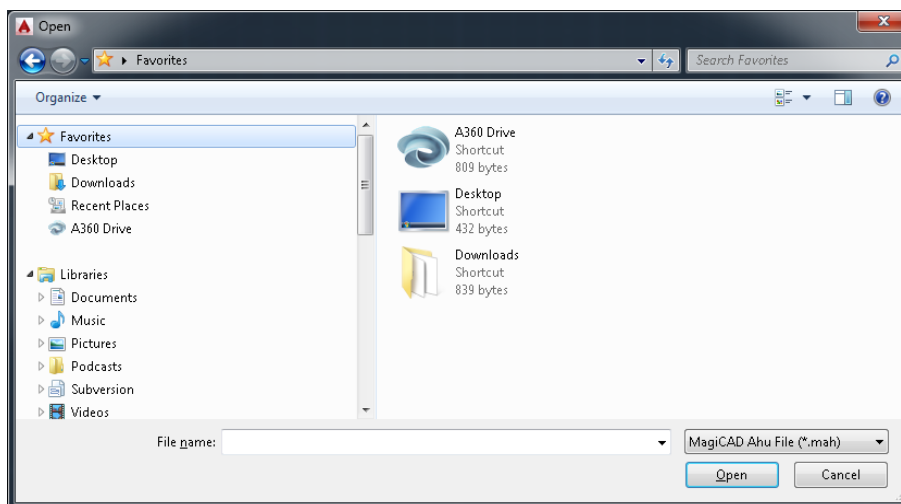 Open
Favorites
Search Favorites
Organize
Favorites
Desktop
Downloads
Recent Places
A360 Drive
Libraries
Documents
Music
Pictures
Podcasts
Subversion
Videos
A360 Drive
Shortcut
809 bytes
Desktop
Shortcut
432 bytes
Downloads
Shortcut
839 bytes
File name:
MagiCAD Ahu File (*.mah)
Open
Cancel